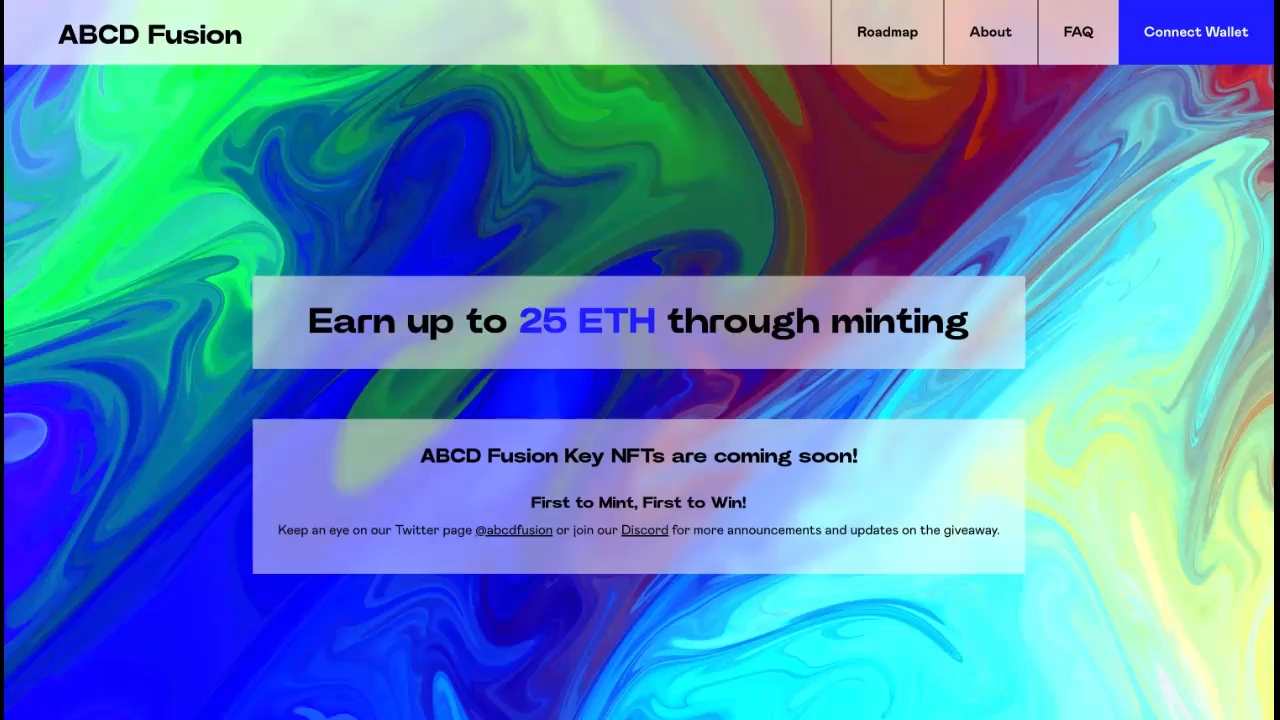 ABCD Fusion
Roadmap
About
FAQ
Connect Wallet
Earn up to 25 ETH through minting
ABCD Fusion Key NFTs are coming soon!
First to Mint, First to Win!
Keep an eye on our Twitter page @abcdfusion or join our Discord for more announcements and updates on the giveaway.